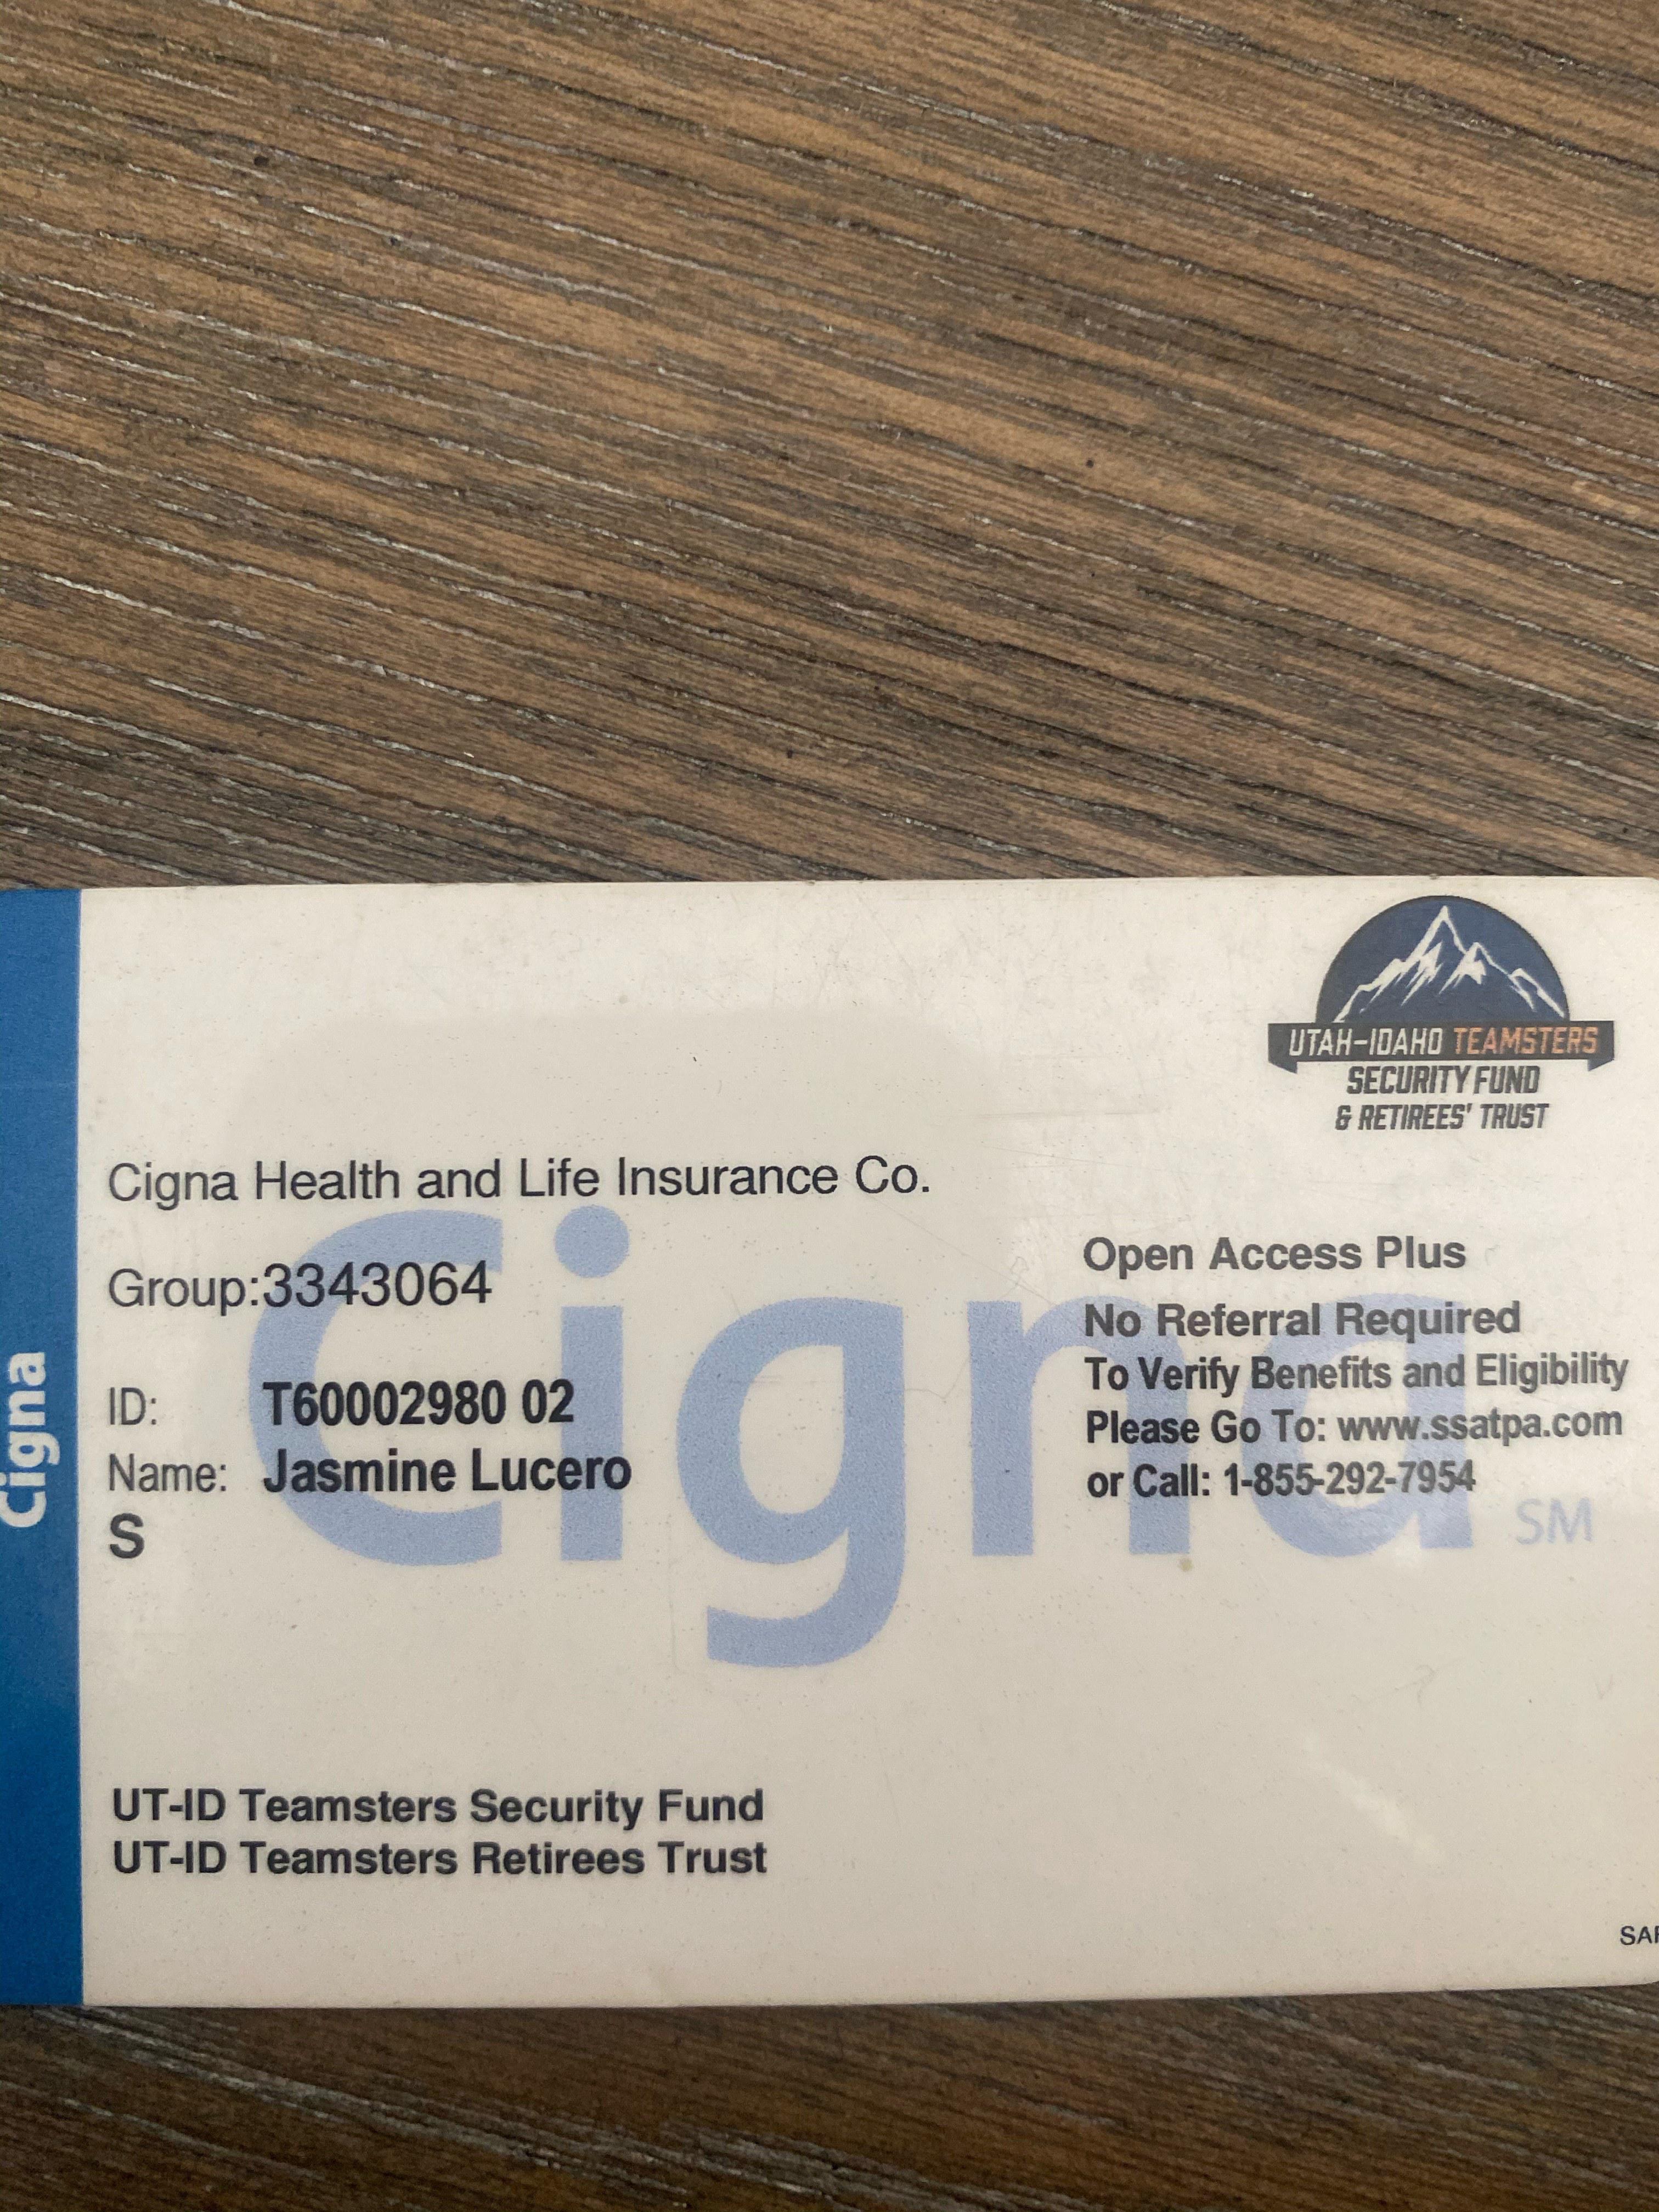 Cigna
UTAH-IDAHO TEAMSTERS
SECURITY FUND
& RETIREES' TRUST
Cigna Health and Life Insurance Co.
Group:3343064
ID: T60002980 02
Name: Jasmine Lucero
S
Open Access Plus
No Referral Required
To Verify Benefits and Eligibility
Please Go To: www.ssatpa.com
or Call: 1-855-292-7954
Cigna SM
UT-ID Teamsters Security Fund
UT-ID Teamsters Retirees Trust